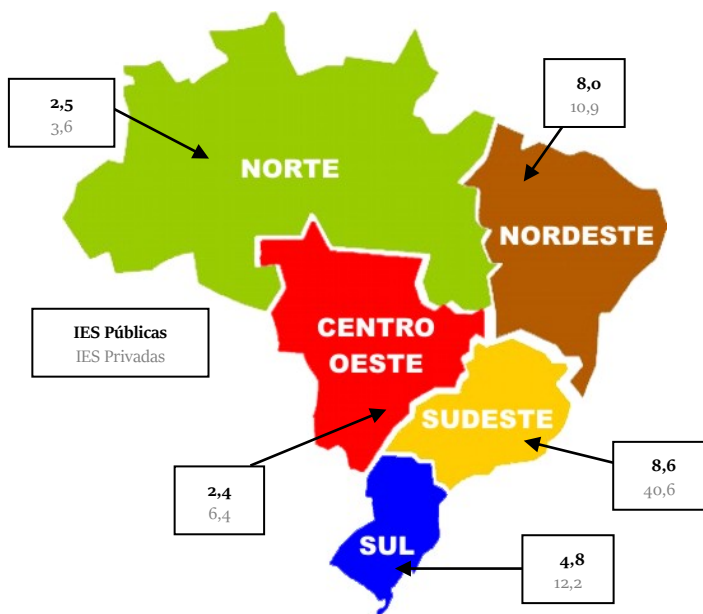 2,5
3,6
8,0
10,9
NORTE
NORDESTE
IES Públicas
IES Privadas
CENTRO
OESTE
SUDESTE
2,4
6,4
8,6
40,6
SUL
4,8
12,2